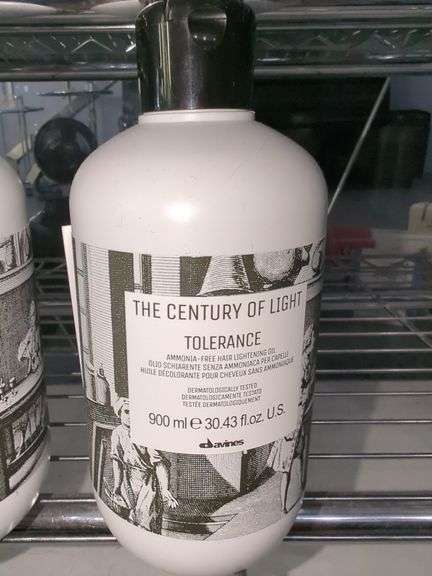 THE CENTURY OF LIGHT
TOLERANCE
AMMONIA-FREE HAIR LIGHTENING OIL
OLIO SCHIARENTE SENZA AMMONIACA PER CAPELLI
HUILE DÉCOLORANTE POUR CHEVEUX SANS AMMONIAQUE
DERMATOLOGICALLY TESTED
DERMATOLOGICAMENTE TESTATO
TESTÉE DERMATOLOGIQUEMENT
900 ml ℮ 30.43 fl.oz. U.S.
davines